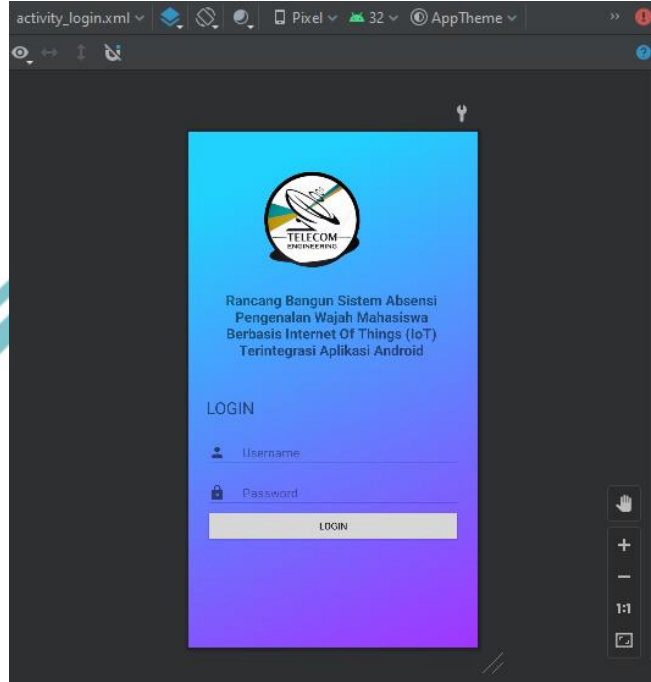 activity_login.xml Pixel 32 AppTheme
TELECOM
ENGINEERING
Rancang Bangun Sistem Absensi
Pengenalan Wajah Mahasiswa
Berbasis Internet Of Things (IoT)
Terintegrasi Aplikasi Android
LOGIN
Username
Password
LOGIN
1:1